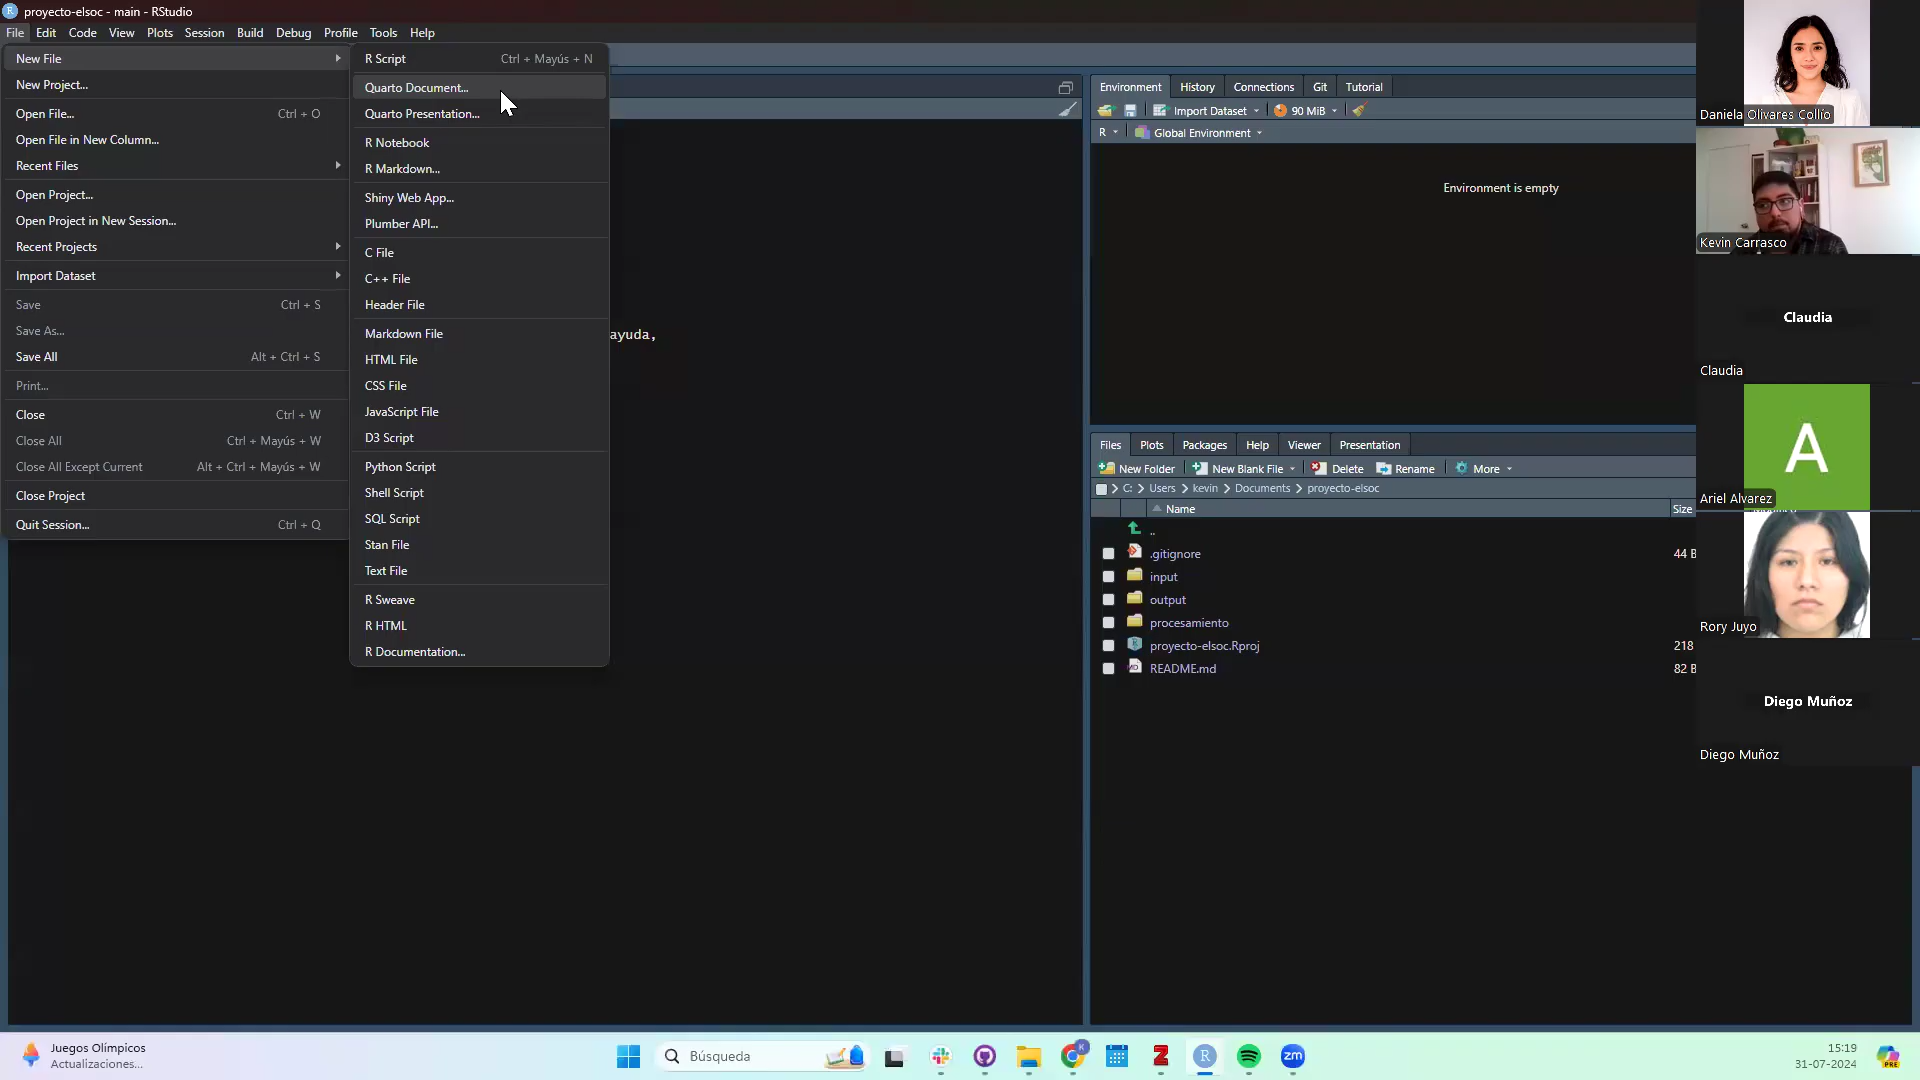 proyecto-elsoc - main - RStudio
File Edit Code View Plots Session Build Debug Profile Tools Help
New File
New Project...
Open File... Ctrl + O
Open File in New Column...
Recent Files
Open Project...
Open Project in New Session...
Recent Projects
Import Dataset
Save Ctrl + S
Save As...
Save All Alt + Ctrl + S
Print...
Close Ctrl + W
Close All Ctrl + Mayús + W
Close All Except Current Alt + Ctrl + Mayús + W
Close Project
Quit Session... Ctrl + Q
R Script Ctrl + Mayús + N
Quarto Document...
Quarto Presentation...
R Notebook
R Markdown...
Shiny Web App...
Plumber API...
C File
C++ File
Header File
Markdown File
HTML File
CSS File
JavaScript File
D3 Script
Python Script
Shell Script
SQL Script
Stan File
Text File
R Sweave
R HTML
R Documentation...
ayuda,
Environment History Connections Git Tutorial
Import Dataset 90 MiB
R Global Environment
Environment is empty
Files Plots Packages Help Viewer Presentation
New Folder New Blank File Delete Rename More
C: Users kevin Documents proyecto-elsoc
Name Size
..
.gitignore 44 B
input
output
procesamiento
proyecto-elsoc.Rproj 218
README.md 82 B
Daniela Olivares Collío
Kevin Carrasco
Claudia
Claudia
A
Ariel Alvarez
Rory Juyo
Diego Muñoz
Diego Muñoz
Juegos Olímpicos
Actualizaciones...
Búsqueda
K
Z
R
zm
15:19
31-07-2024
PRE